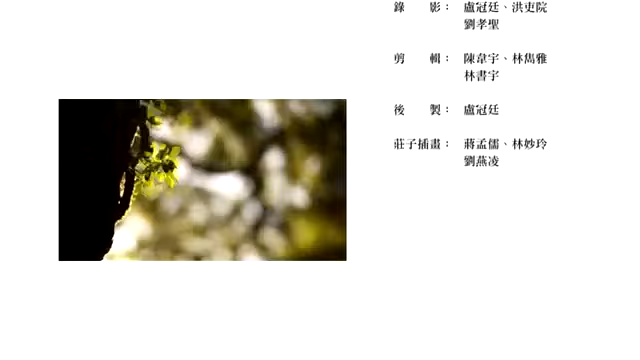 錄　　影：　盧冠廷、洪吏院
劉孝聖
剪　　輯：　陳韋宇、林雋雅
林書宇
後　　製：　盧冠廷
莊子插畫：　蔣孟儒、林妙玲
劉燕凌